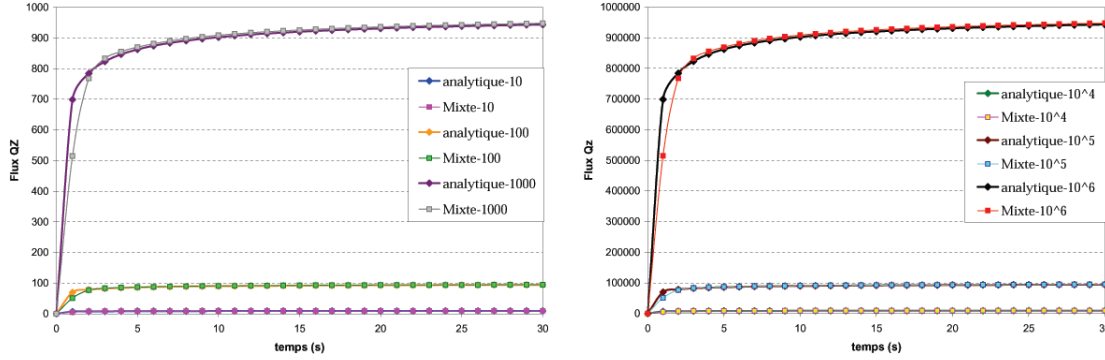 1000
900
800
700
600
500
400
300
200
100
0
Flux QZ
0 5 10 15 20 25 30
temps (s)
analytique-10
Mixte-10
analytique-100
Mixte-100
analytique-1000
Mixte-1000
1000000
900000
800000
700000
600000
500000
400000
300000
200000
100000
0
Flux Qz
0 5 10 15 20 25 30
temps (s)
analytique-10^4
Mixte-10^4
analytique-10^5
Mixte-10^5
analytique-10^6
Mixte-10^6